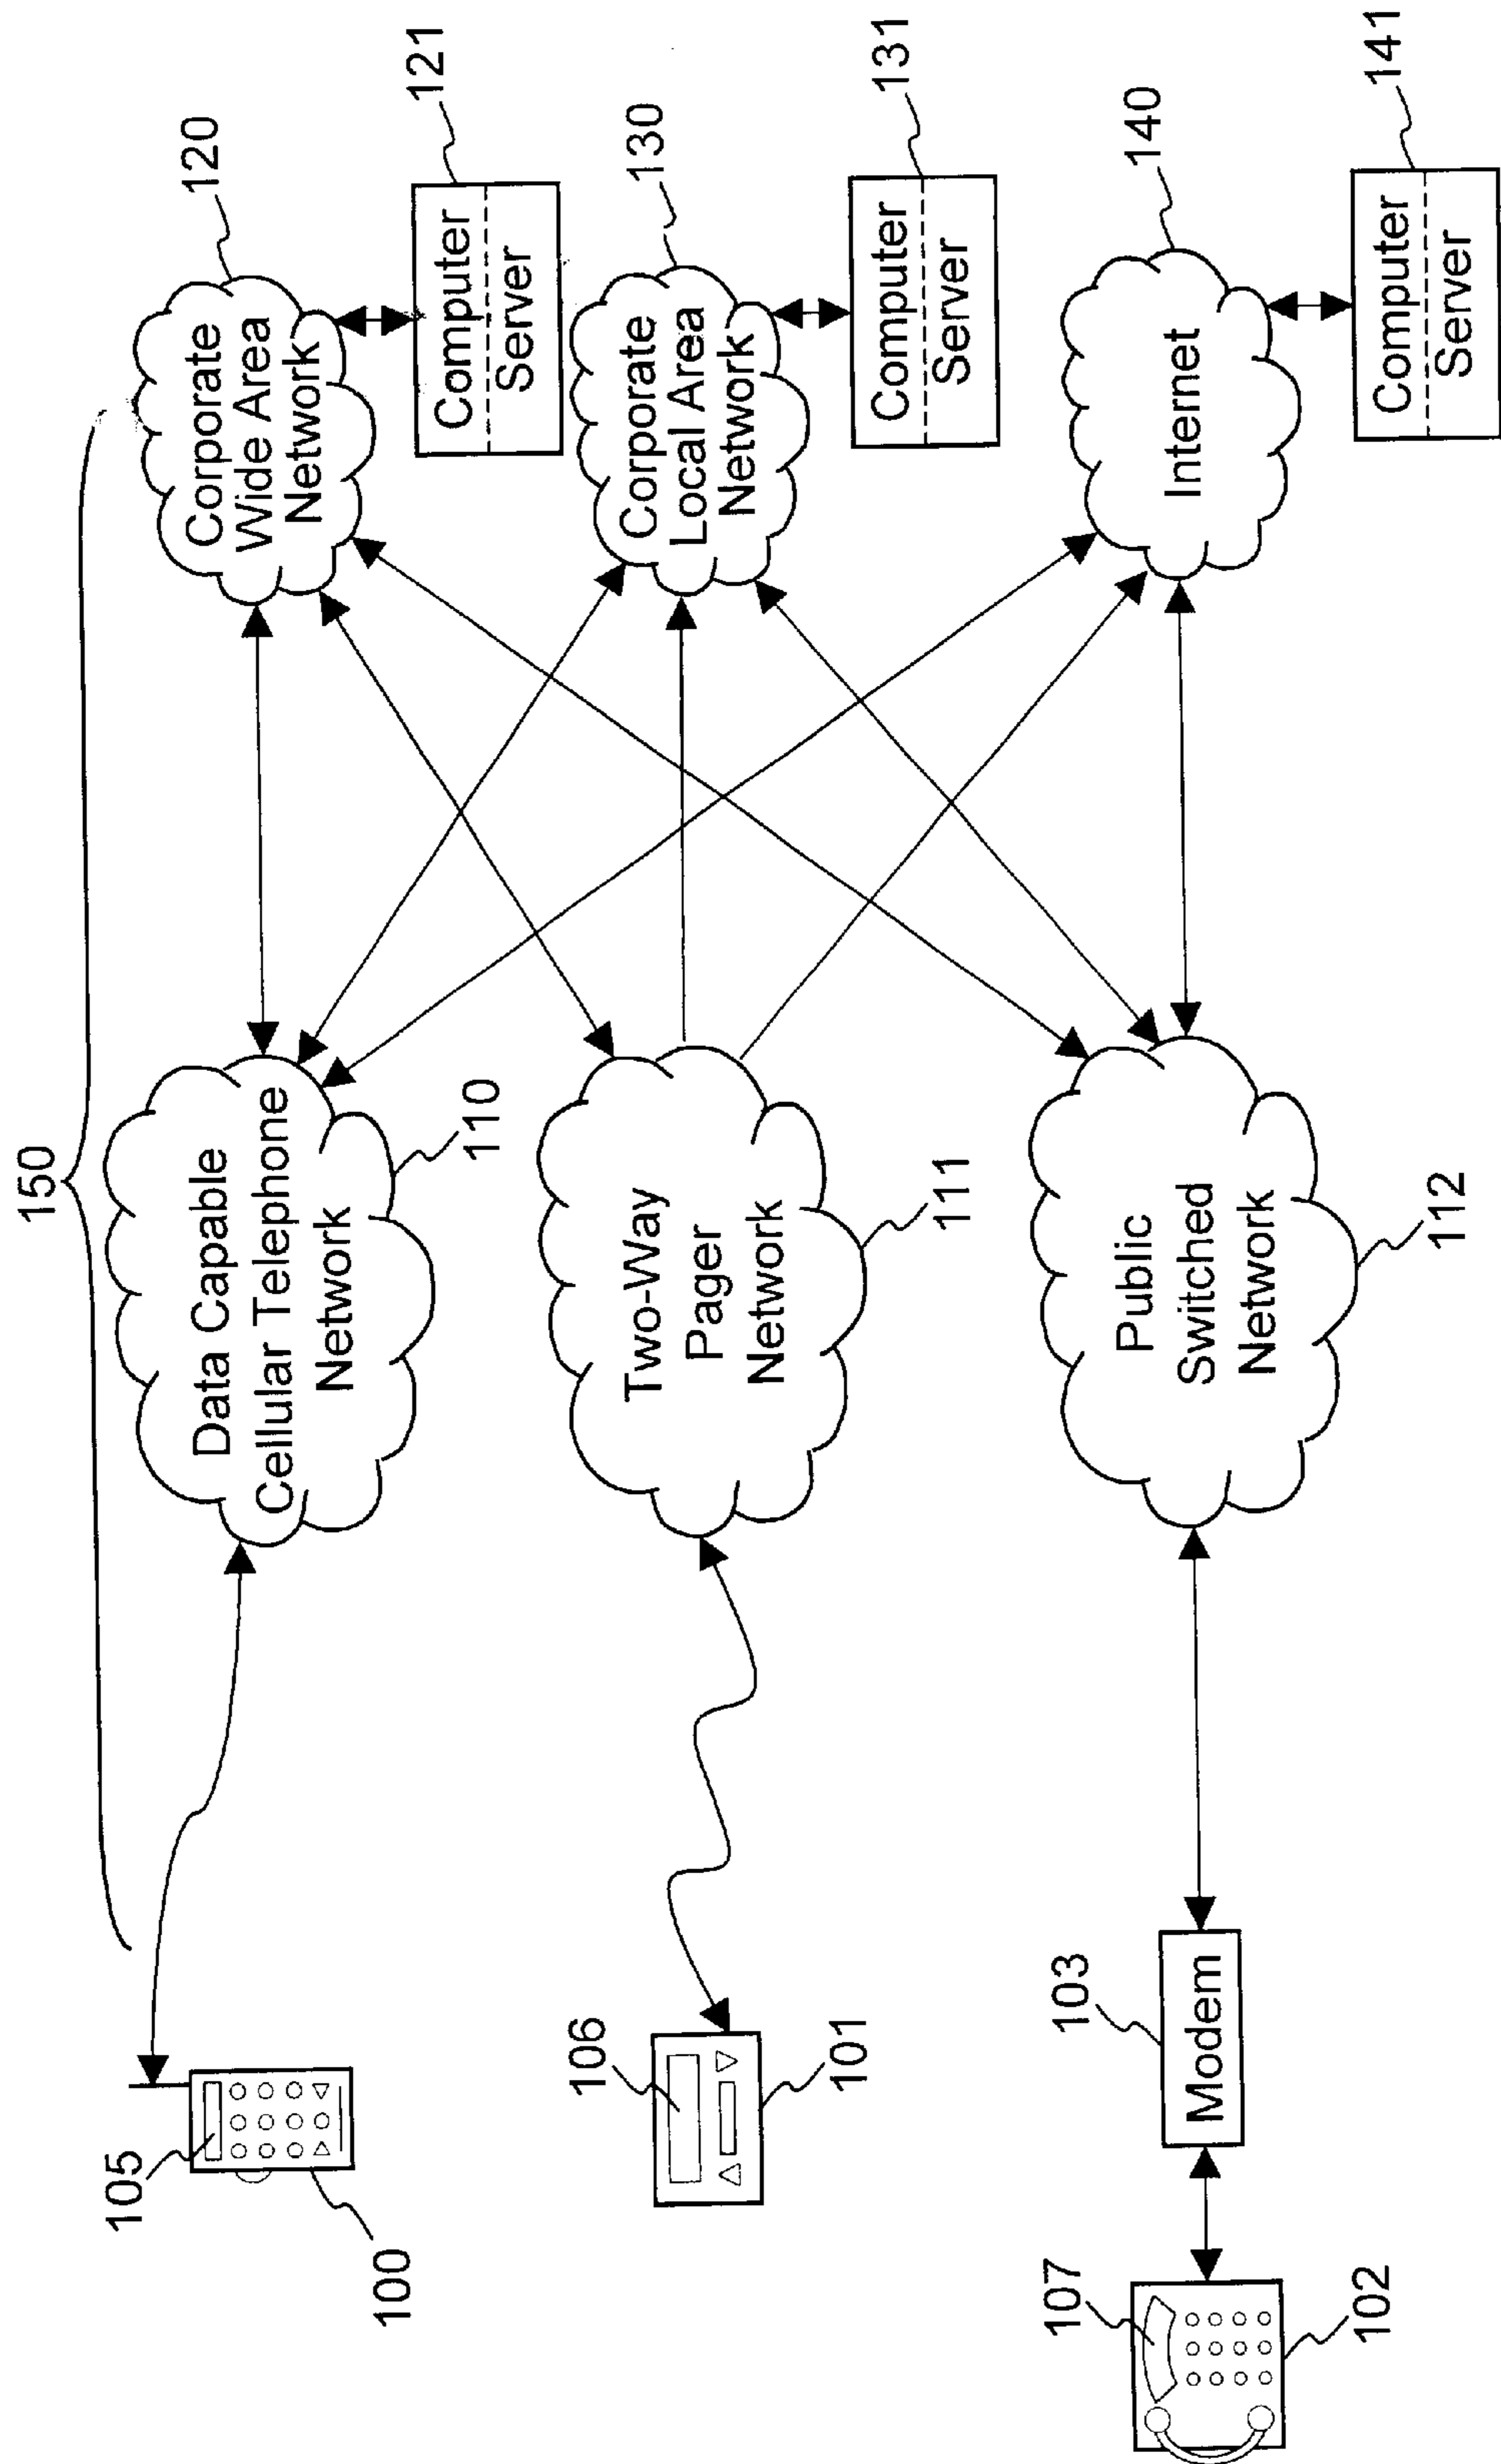 150
105
100
Data Capable
Cellular Telephone
Network
110
Corporate
Wide Area
Network
120
Computer
Server
121
106
101
Two-Way
Pager
Network
111
Corporate
Local Area
Network
130
Computer
Server
131
107
102
103
Modem
Public
Switched
Network
112
Internet
140
Computer
Server
141